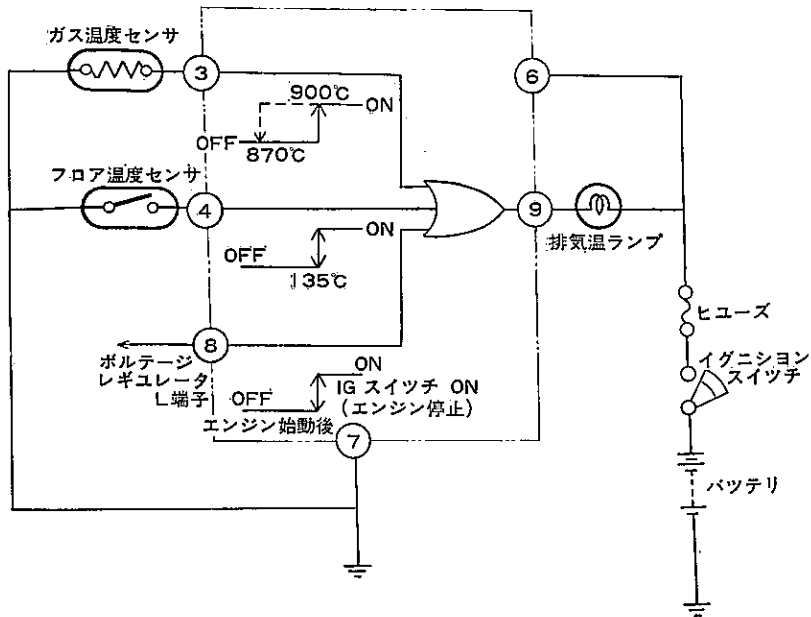 ガス温度センサ
3
6
900℃
ON
OFF
870℃
フロア温度センサ
4
9
排気温ランプ
ON
OFF
135℃
ヒユーズ
8
ボルテージ
レギュレータ
L端子
ON
OFF
IG スイッチ ON
(エンジン停止)
エンジン始動後
7
イグニシヨン
スイツチ
バツテリ